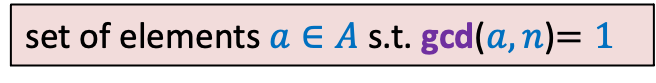 set of elements a ∈ A s.t. gcd(a, n)= 1